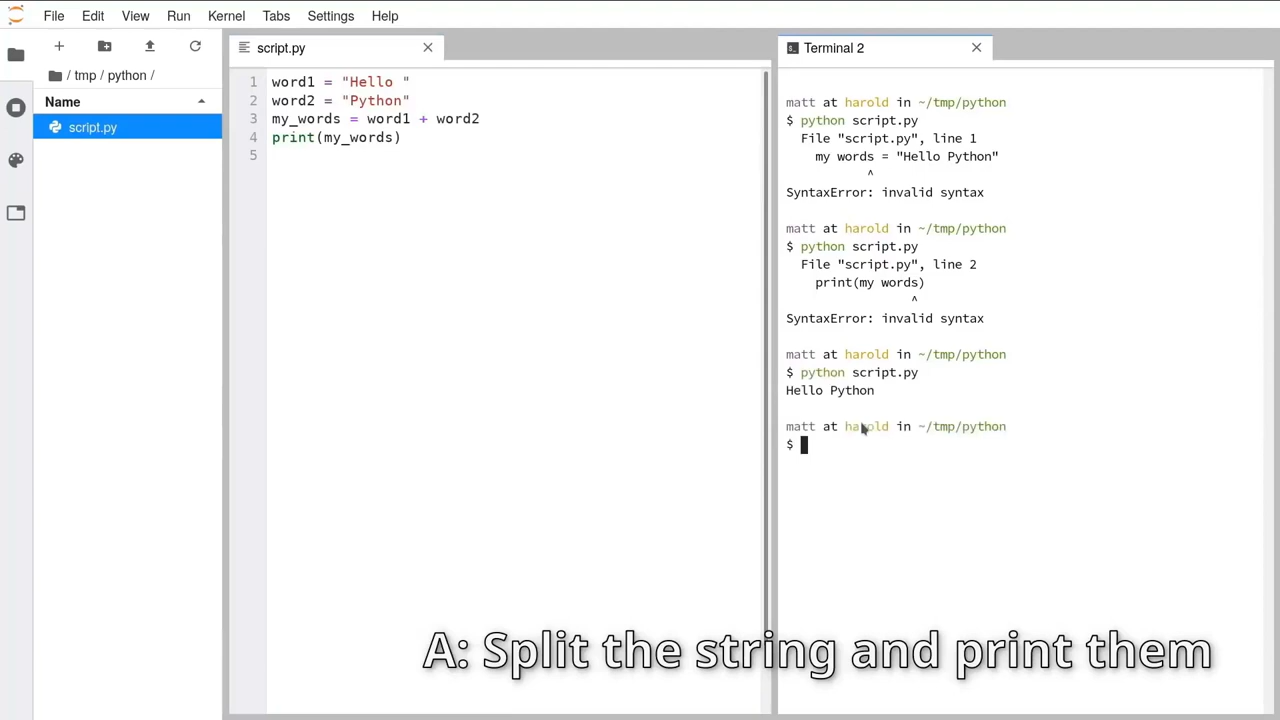 File Edit View Run Kernel Tabs Settings Help
/ tmp / python /
Name
script.py
script.py
1 word1 = "Hello "
2 word2 = "Python"
3 my_words = word1 + word2
4 print(my_words)
5
Terminal 2
matt at harold in ~/tmp/python
$ python script.py
File "script.py", line 1
my words = "Hello Python"
^
SyntaxError: invalid syntax
matt at harold in ~/tmp/python
$ python script.py
File "script.py", line 2
print(my words)
^
SyntaxError: invalid syntax
matt at harold in ~/tmp/python
$ python script.py
Hello Python
matt at harold in ~/tmp/python
$
A: Split the string and print them